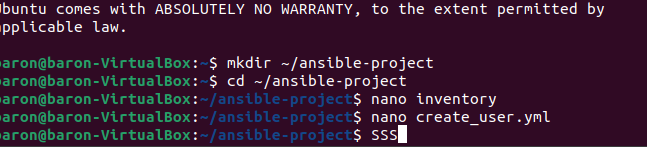 Ubuntu comes with ABSOLUTELY NO WARRANTY, to the extent permitted by
applicable law.
baron@baron-VirtualBox:~$ mkdir ~/ansible-project
baron@baron-VirtualBox:~$ cd ~/ansible-project
baron@baron-VirtualBox:~/ansible-project$ nano inventory
baron@baron-VirtualBox:~/ansible-project$ nano create_user.yml
baron@baron-VirtualBox:~/ansible-project$ SSS